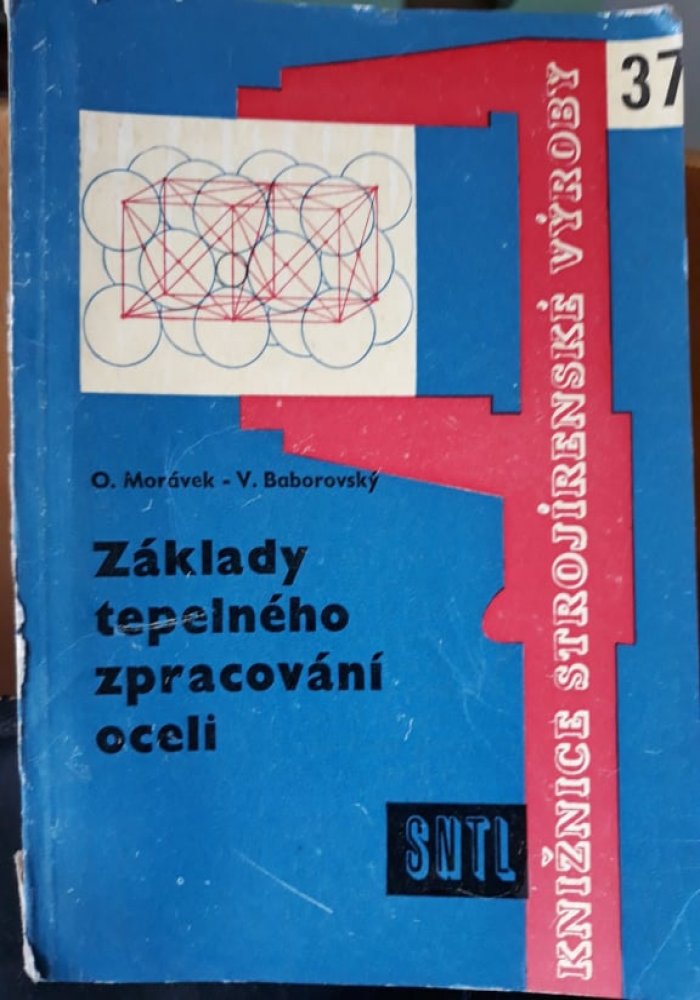 37
KNIŽNICE STROJÍRENSKÉ VÝROBY
O. Morávek - V. Baborovský
Základy
tepelného
zpracování
oceli
SNTL